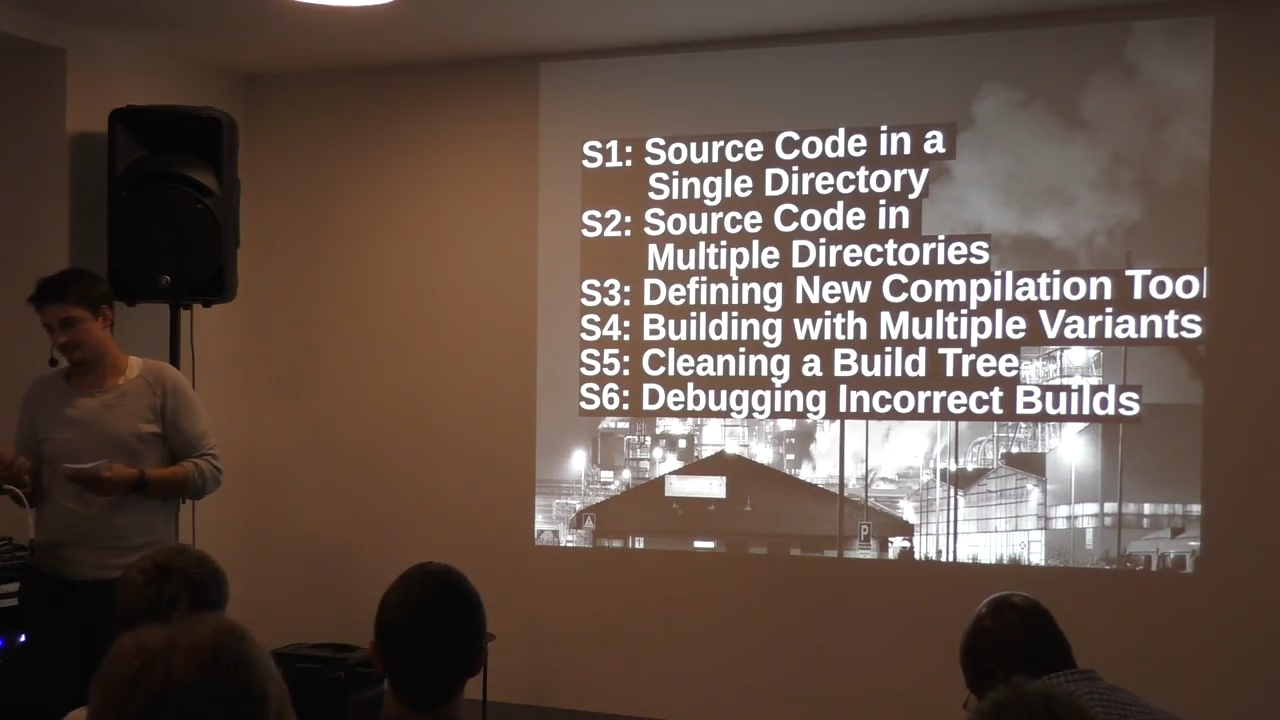 S1: Source Code in a
Single Directory
S2: Source Code in
Multiple Directories
S3: Defining New Compilation Tool
S4: Building with Multiple Variants
S5: Cleaning a Build Tree
S6: Debugging Incorrect Builds
P